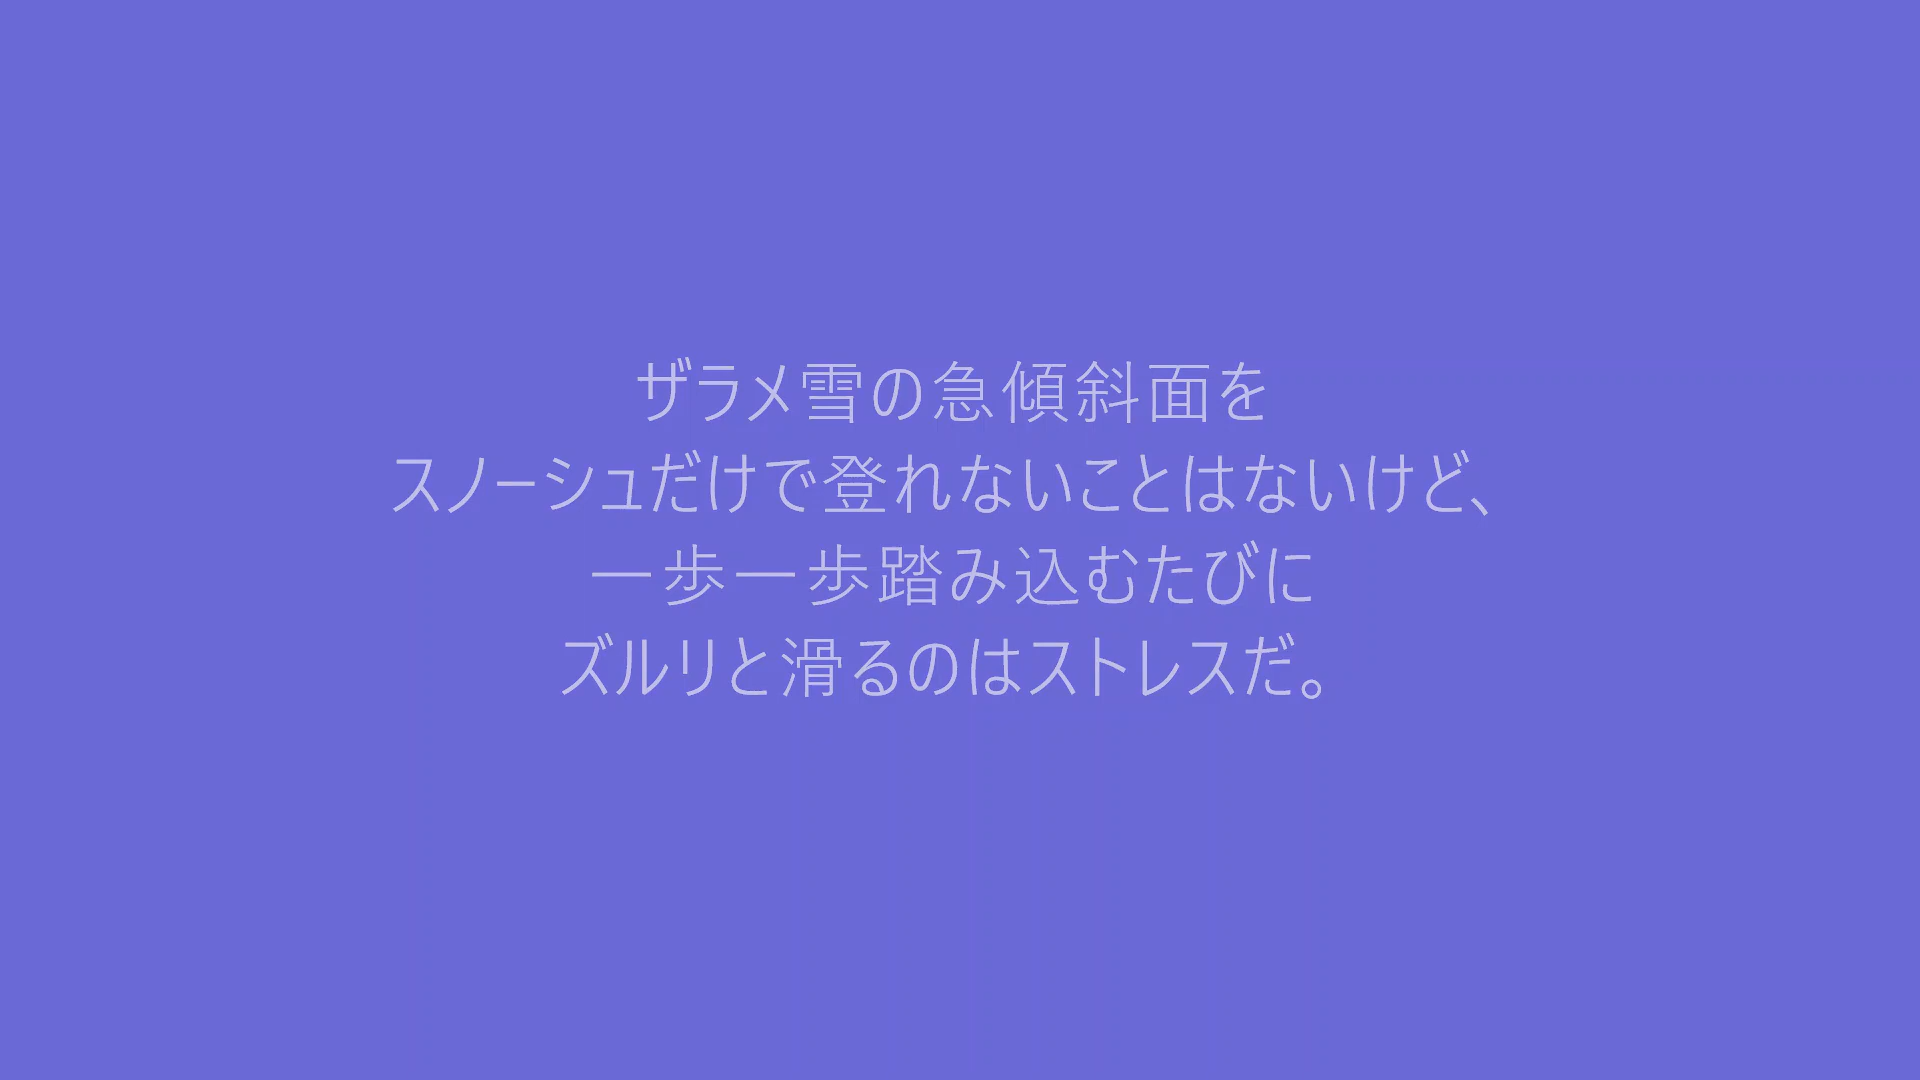 ザラメ雪の急傾斜面を
スノーシュだけで登れないことはないけど、
一歩一歩踏み込むたびに
ズルリと滑るのはストレスだ。